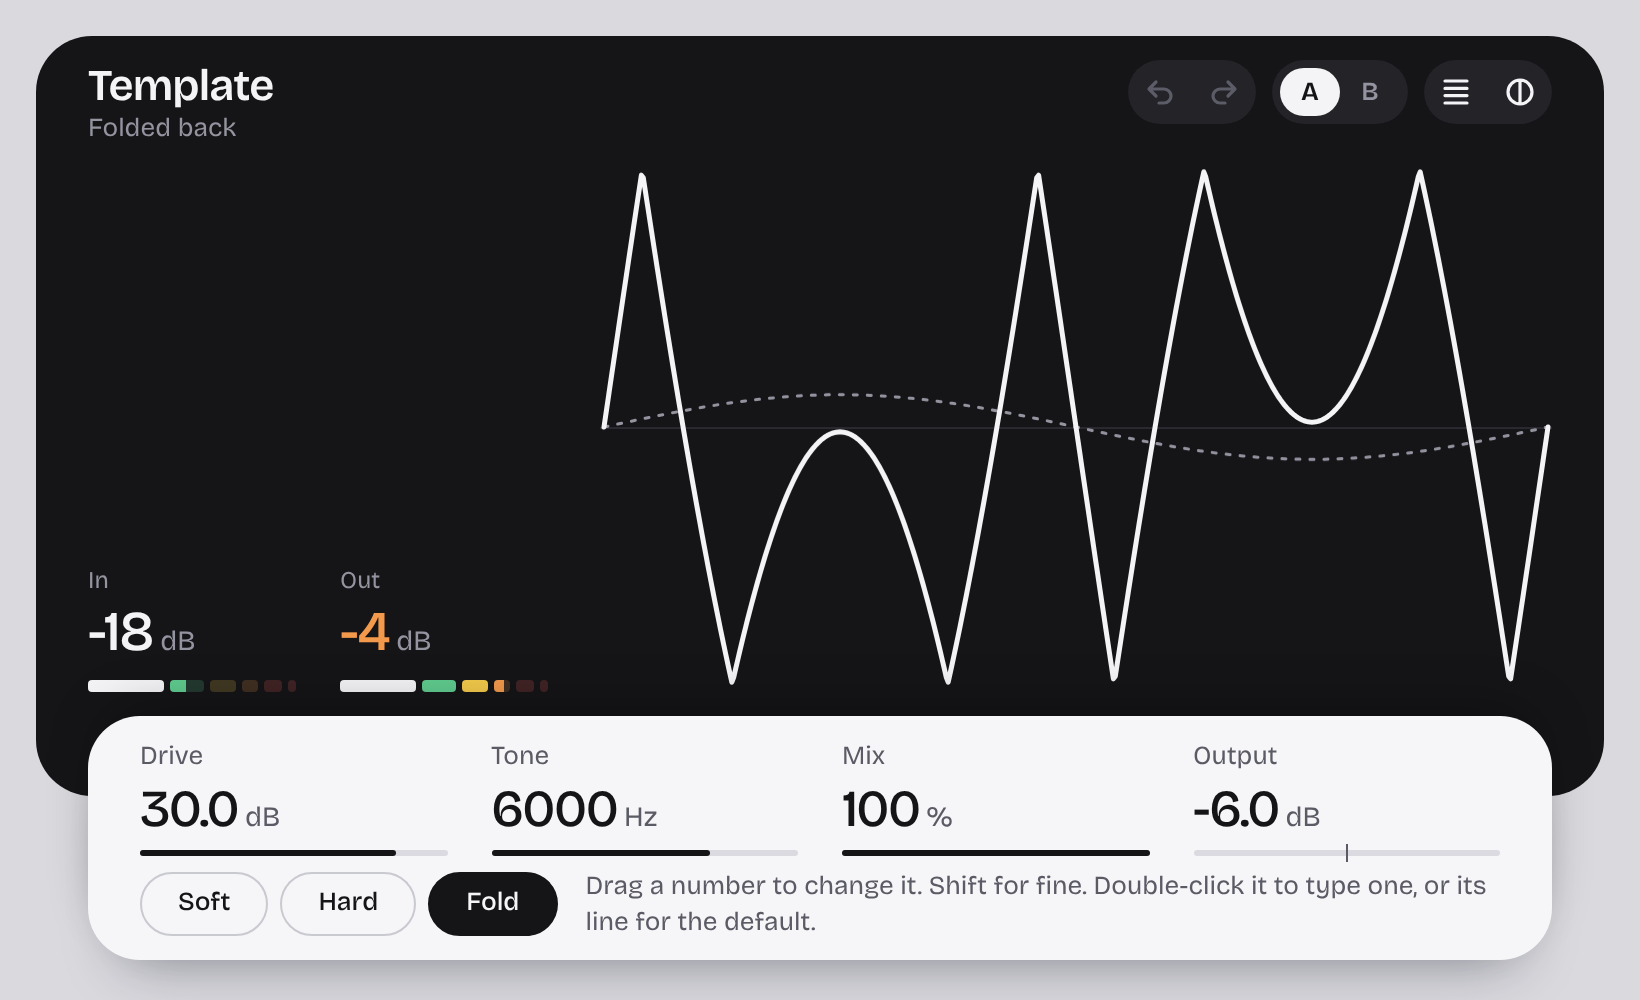 Template
Folded back
A B
In
-18 dB
Out
-4 dB
Drive
30.0 dB
Tone
6000 Hz
Mix
100 %
Output
-6.0 dB
Soft
Hard
Fold
Drag a number to change it. Shift for fine. Double-click it to type one, or its
line for the default.